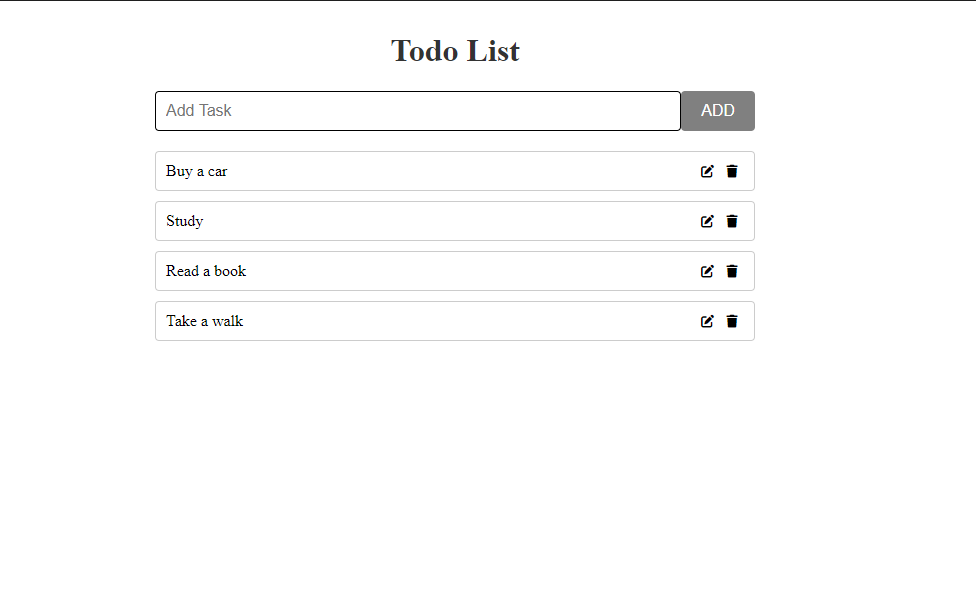 Todo List
Add Task
ADD
Buy a car
Study
Read a book
Take a walk